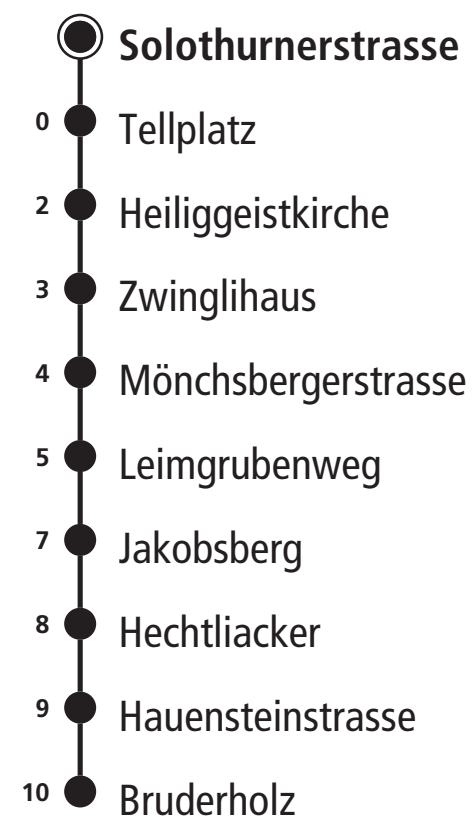 Solothurnerstrasse
0 Tellplatz
2 Heiliggeistkirche
3 Zwinglihaus
4 Mönchsbergerstrasse
5 Leimgrubenweg
7 Jakobsberg
8 Hechtliacker
9 Hauensteinstrasse
10 Bruderholz